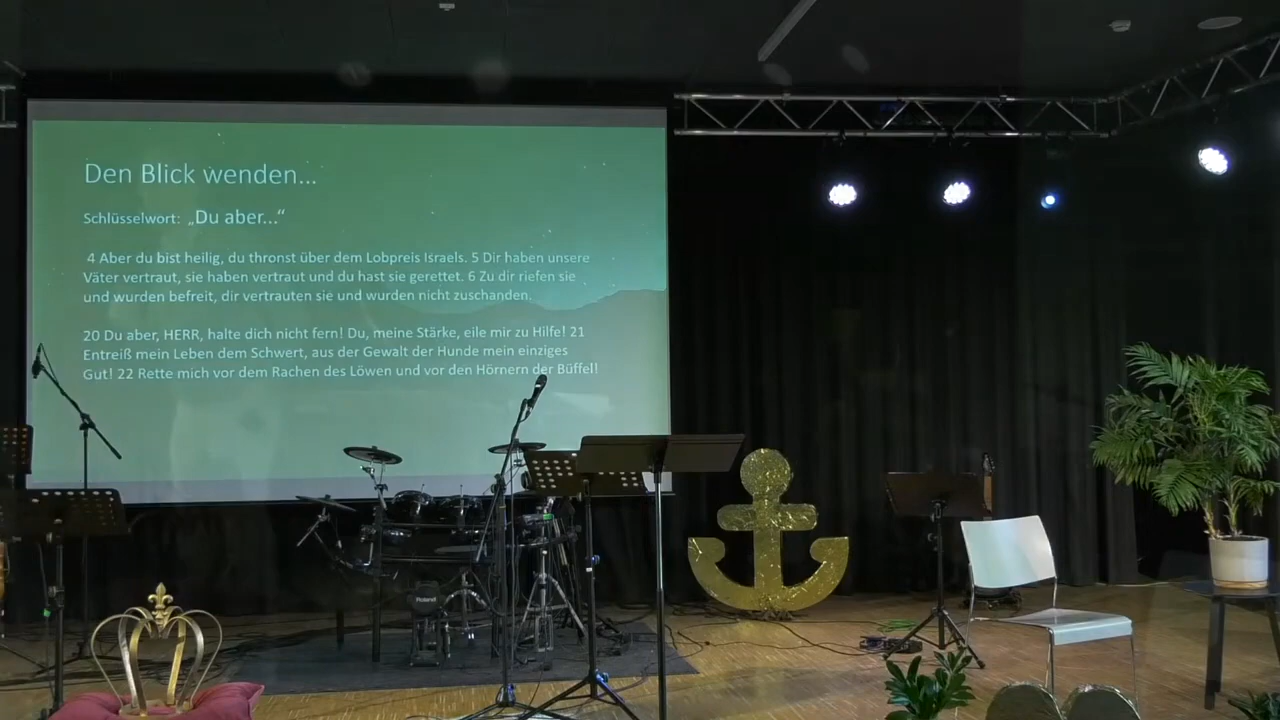 Den Blick wenden...
Schlüsselwort: „Du aber...“
4 Aber du bist heilig, du thronst über dem Lobpreis Israels. 5 Dir haben unsere
Väter vertraut, sie haben vertraut und du hast sie gerettet. 6 Zu dir riefen sie
und wurden befreit, dir vertrauten sie und wurden nicht zuschanden.
20 Du aber, HERR, halte dich nicht fern! Du, meine Stärke, eile mir zu Hilfe! 21
Entreiß mein Leben dem Schwert, aus der Gewalt der Hunde mein einziges
Gut! 22 Rette mich vor dem Rachen des Löwen und vor den Hörnern der Büffel!
Roland